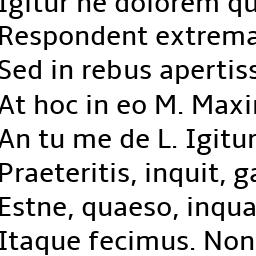 Igitur ne dolorem qu
Respondent extrema
Sed in rebus apertiss
At hoc in eo M. Maxi
An tu me de L. Igitur
Praeteritis, inquit, ga
Estne, quaeso, inqua
Itaque fecimus. Non